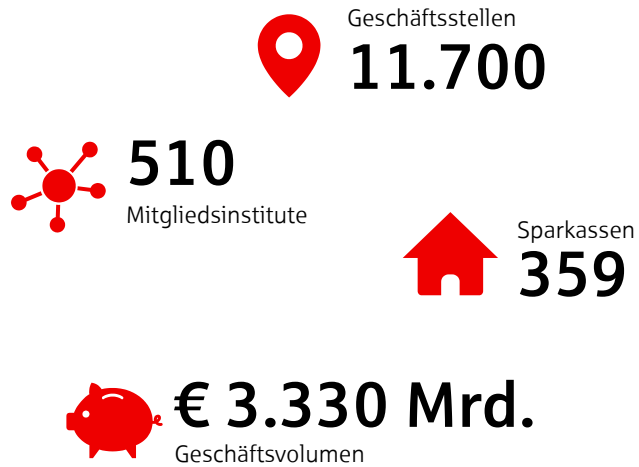 Geschäftsstellen
11.700
510
Mitgliedsinstitute
Sparkassen
359
€ 3.330 Mrd.
Geschäftsvolumen